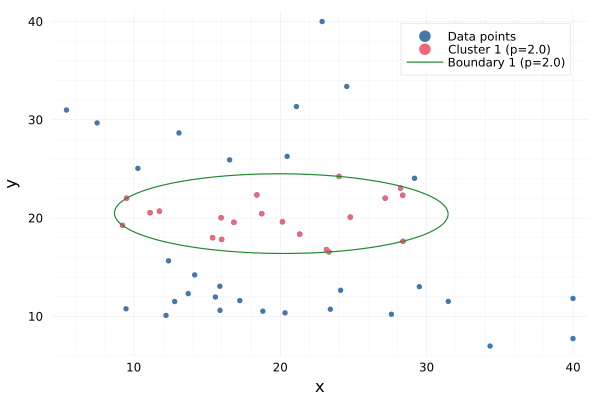 40
30
20
10
y
10 20 30 40
x
Data points
Cluster 1 (p=2.0)
Boundary 1 (p=2.0)